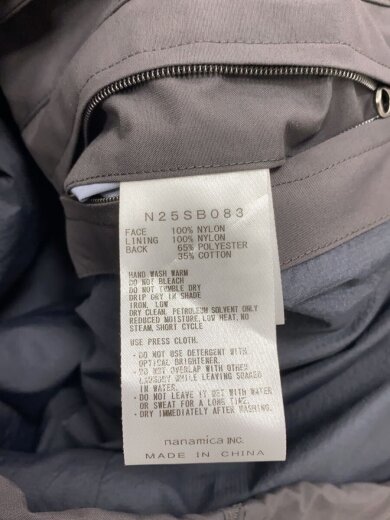 N25SB083
FACE 100% NYLON
LINING 100% NYLON
BACK 65% POLYESTER
35% COTTON
HAND WASH WARM
DO NOT BLEACH
DO NOT TUMBLE DRY
DRIP DRY IN SHADE
IRON, LOW
DRY CLEAN, PETROLEUM SOLVENT ONLY
REDUCED MOISTURE, LOW HEAT, NO
STEAM, SHORT CYCLE
USE PRESS CLOTH.
・DO NOT USE DETERGENT WITH
OPTICAL BRIGHTENER.
・DO NOT OVERLAP WITH OTHER
LAUNDRY WHILE LEAVING SOAKED
IN WATER.
・DO NOT LEAVE IT WET WITH WATER
OR SWEAT FOR A LONG TIME.
・DRY IMMEDIATELY AFTER WASHING.
nanamica INC.
MADE IN CHINA